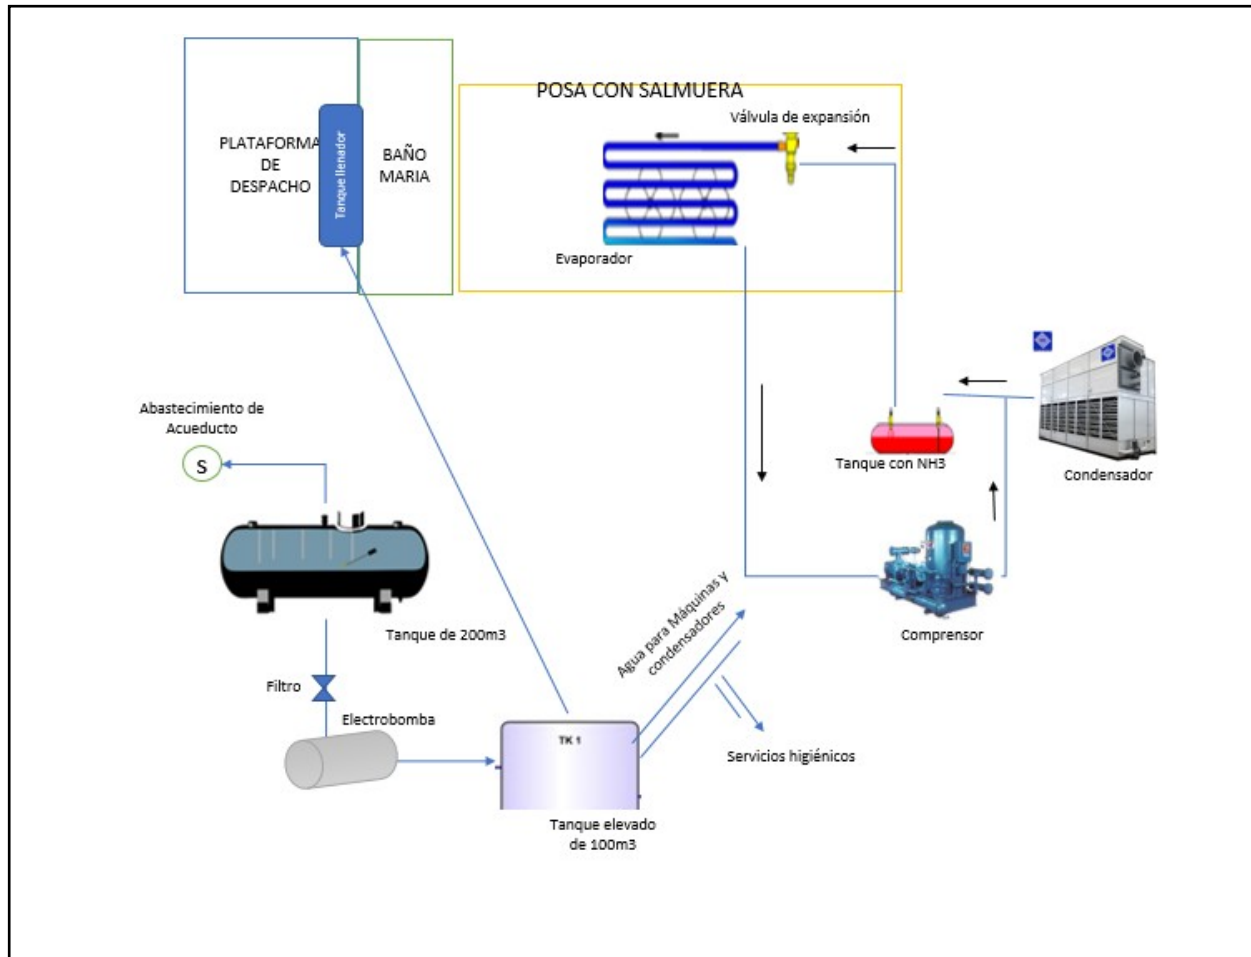 POSA CON SALMUERA
Válvula de expansión
PLATAFORMA
DE
DESPACHO
Tanque llenador
BAÑO
MARIA
Evaporador
Abastecimiento de
Acueducto
S
Tanque con NH3
Condensador
Tanque de 200m3
Comprensor
Agua para Máquinas y
condensadores
Filtro
Electrobomba
TK 1
Servicios higiénicos
Tanque elevado
de 100m3